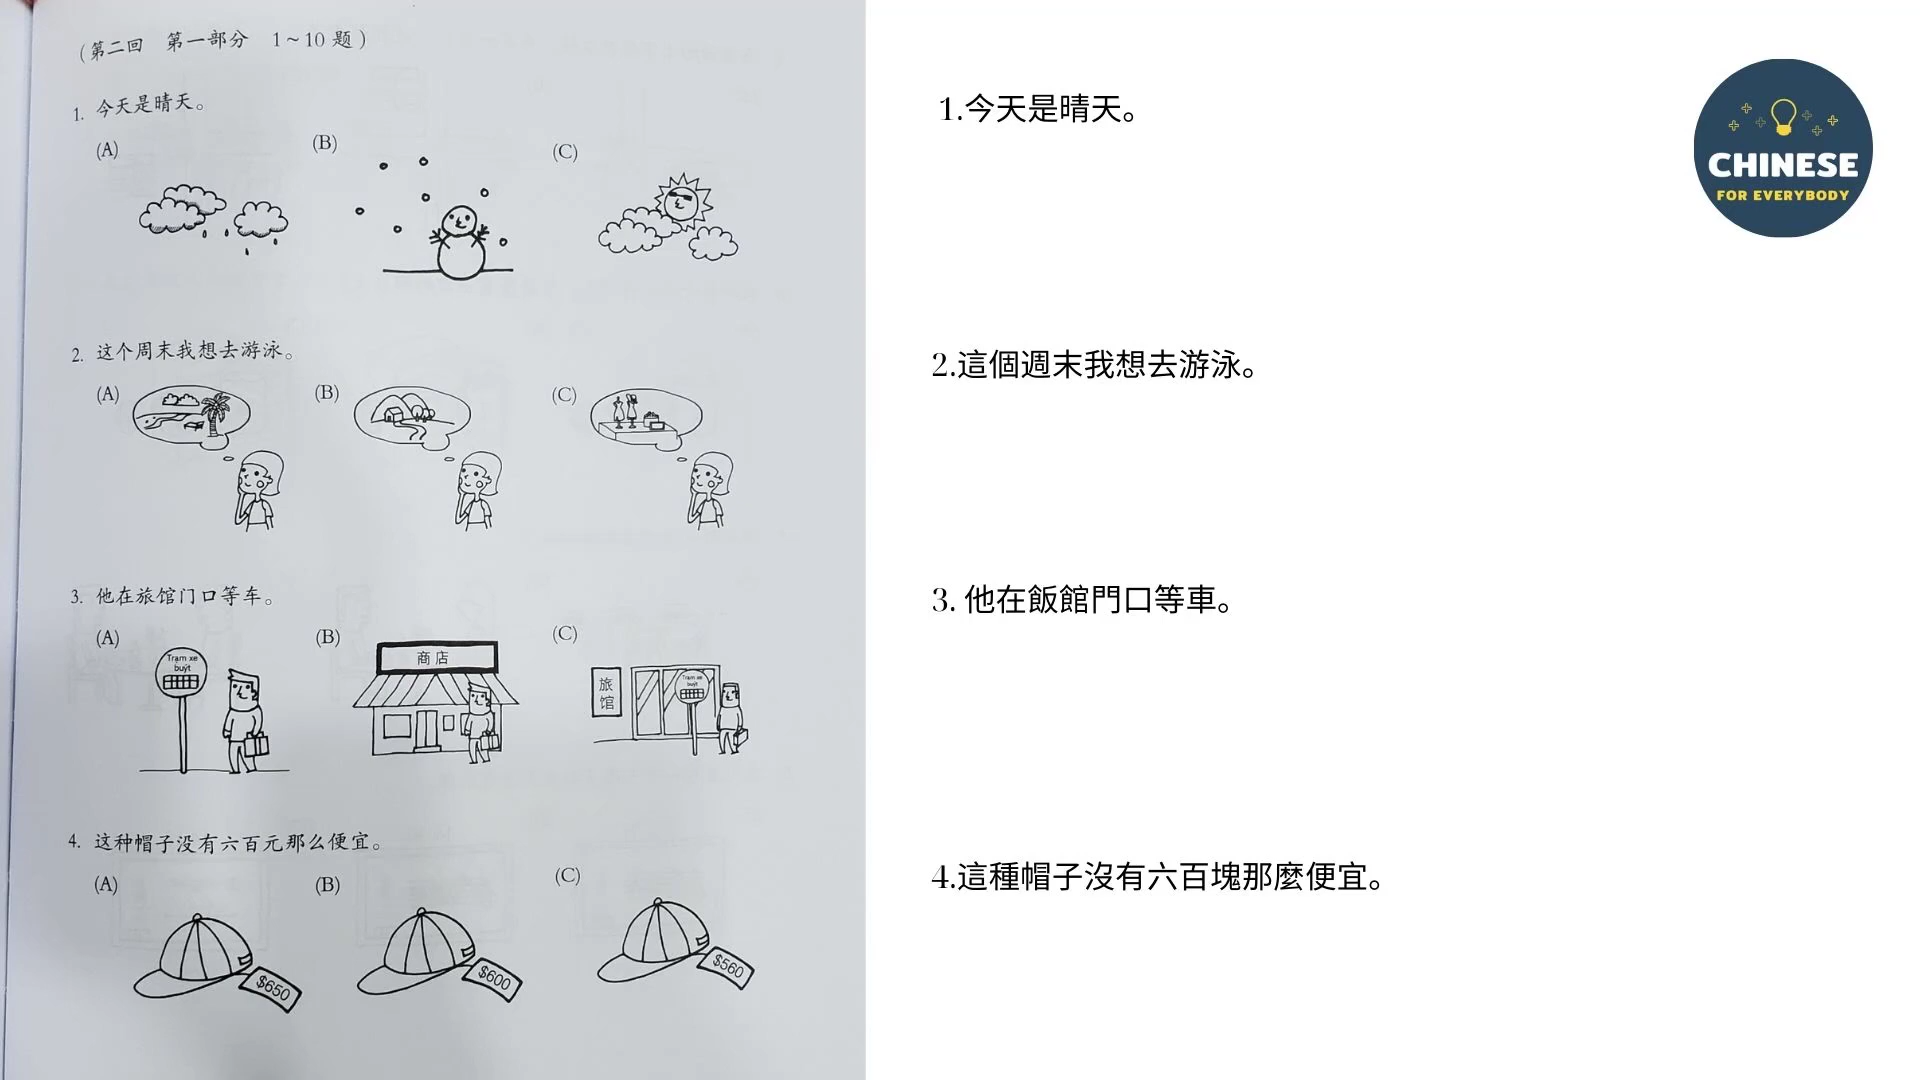 (第二回 第一部分 1~10 题)
1. 今天是晴天。
(A) (B) (C)
2. 这个周末我想去游泳。
(A) (B) (C)
3. 他在旅馆门口等车。
(A) (B) (C)
Trạm xe
buýt
商店
旅
馆
Trạm xe
buýt
4. 这种帽子没有六百元那么便宜。
(A) (B) (C)
$650 $600 $560
1.今天是晴天。
2.這個週末我想去游泳。
3. 他在飯館門口等車。
4.這種帽子沒有六百塊那麼便宜。
CHINESE
FOR EVERYBODY